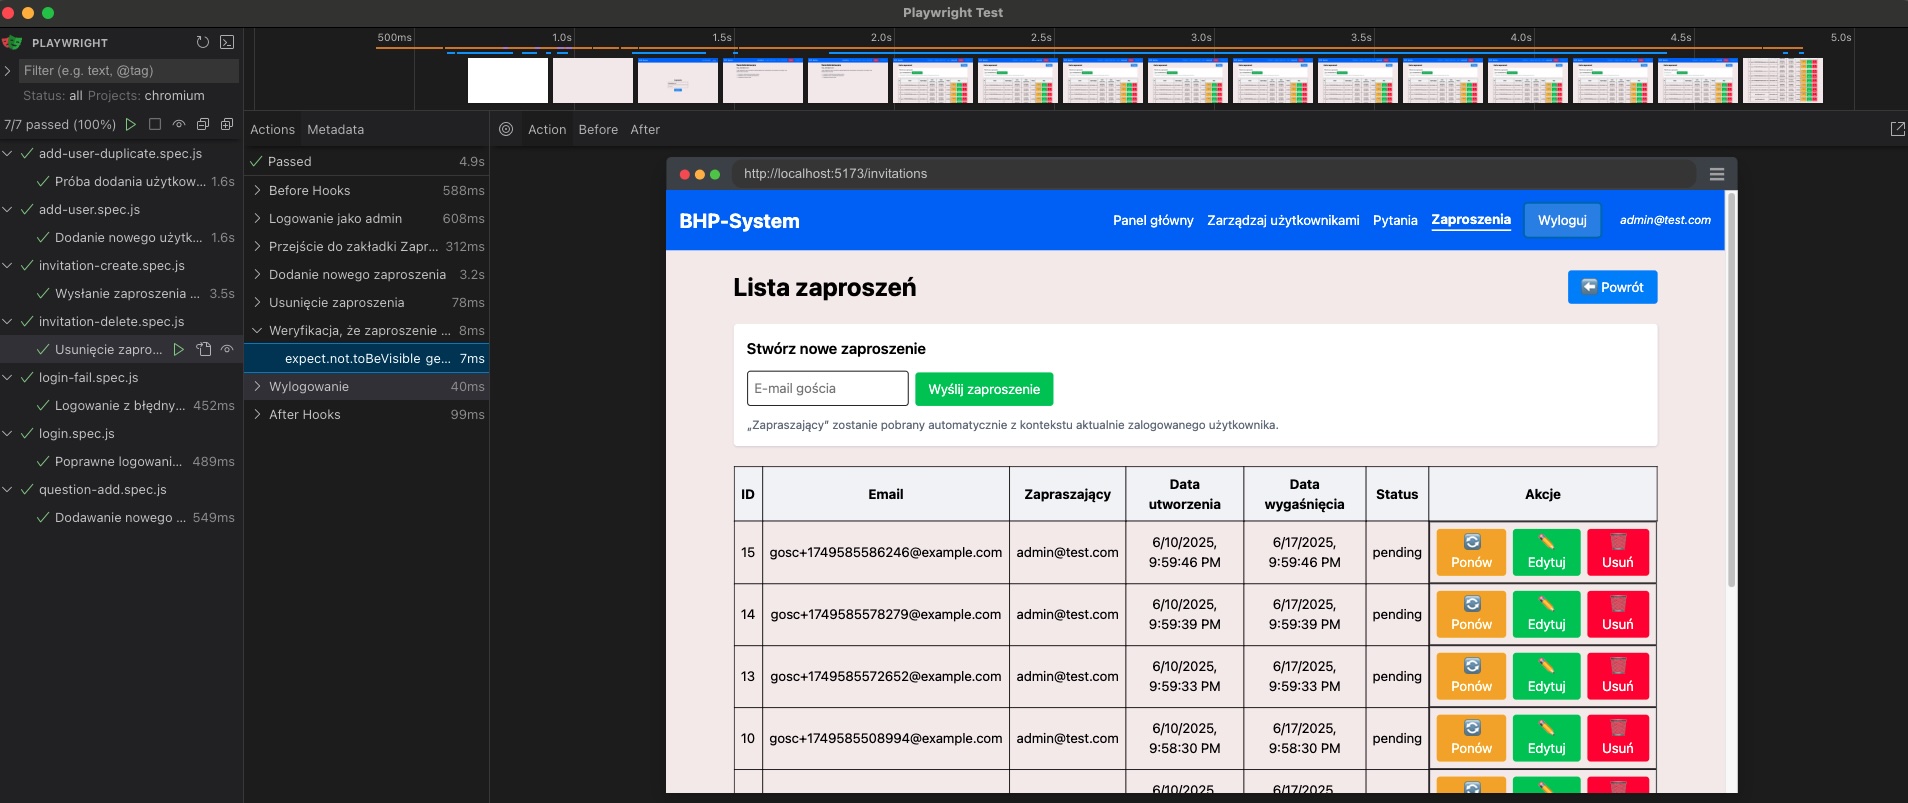 Playwright Test
PLAYWRIGHT
Filter (e.g. text, @tag)
Status: all Projects: chromium
7/7 passed (100%)
add-user-duplicate.spec.js
Próba dodania użytkow... 1.6s
add-user.spec.js
Dodanie nowego użytk... 1.6s
invitation-create.spec.js
Wysłanie zaproszenia ... 3.5s
invitation-delete.spec.js
Usunięcie zapro...
login-fail.spec.js
Logowanie z błędny... 452ms
login.spec.js
Poprawne logowani... 489ms
question-add.spec.js
Dodawanie nowego ... 549ms
500ms 1.0s 1.5s 2.0s 2.5s 3.0s 3.5s 4.0s 4.5s 5.0s
Actions Metadata
Passed 4.9s
Before Hooks 588ms
Logowanie jako admin 608ms
Przejście do zakładki Zapr... 312ms
Dodanie nowego zaproszenia 3.2s
Usunięcie zaproszenia 78ms
Weryfikacja, że zaproszenie ... 8ms
expect.not.toBeVisible ge... 7ms
Wylogowanie 40ms
After Hooks 99ms
Action Before After
http://localhost:5173/invitations
BHP-System
Panel główny Zarządzaj użytkownikami Pytania Zaproszenia Wyloguj admin@test.com
Lista zaproszeń
Powrót
Stwórz nowe zaproszenie
E-mail gościa Wyślij zaproszenie
„Zapraszający” zostanie pobrany automatycznie z kontekstu aktualnie zalogowanego użytkownika.
ID Email Zapraszający Data utworzenia Data wygaśnięcia Status Akcje
15 gosc+1749585586246@example.com admin@test.com 6/10/2025, 9:59:46 PM 6/17/2025, 9:59:46 PM pending Ponów Edytuj Usuń
14 gosc+1749585578279@example.com admin@test.com 6/10/2025, 9:59:39 PM 6/17/2025, 9:59:39 PM pending Ponów Edytuj Usuń
13 gosc+1749585572652@example.com admin@test.com 6/10/2025, 9:59:33 PM 6/17/2025, 9:59:33 PM pending Ponów Edytuj Usuń
10 gosc+1749585508994@example.com admin@test.com 6/10/2025, 9:58:30 PM 6/17/2025, 9:58:30 PM pending Ponów Edytuj Usuń
6/10/2025, 6/17/2025,